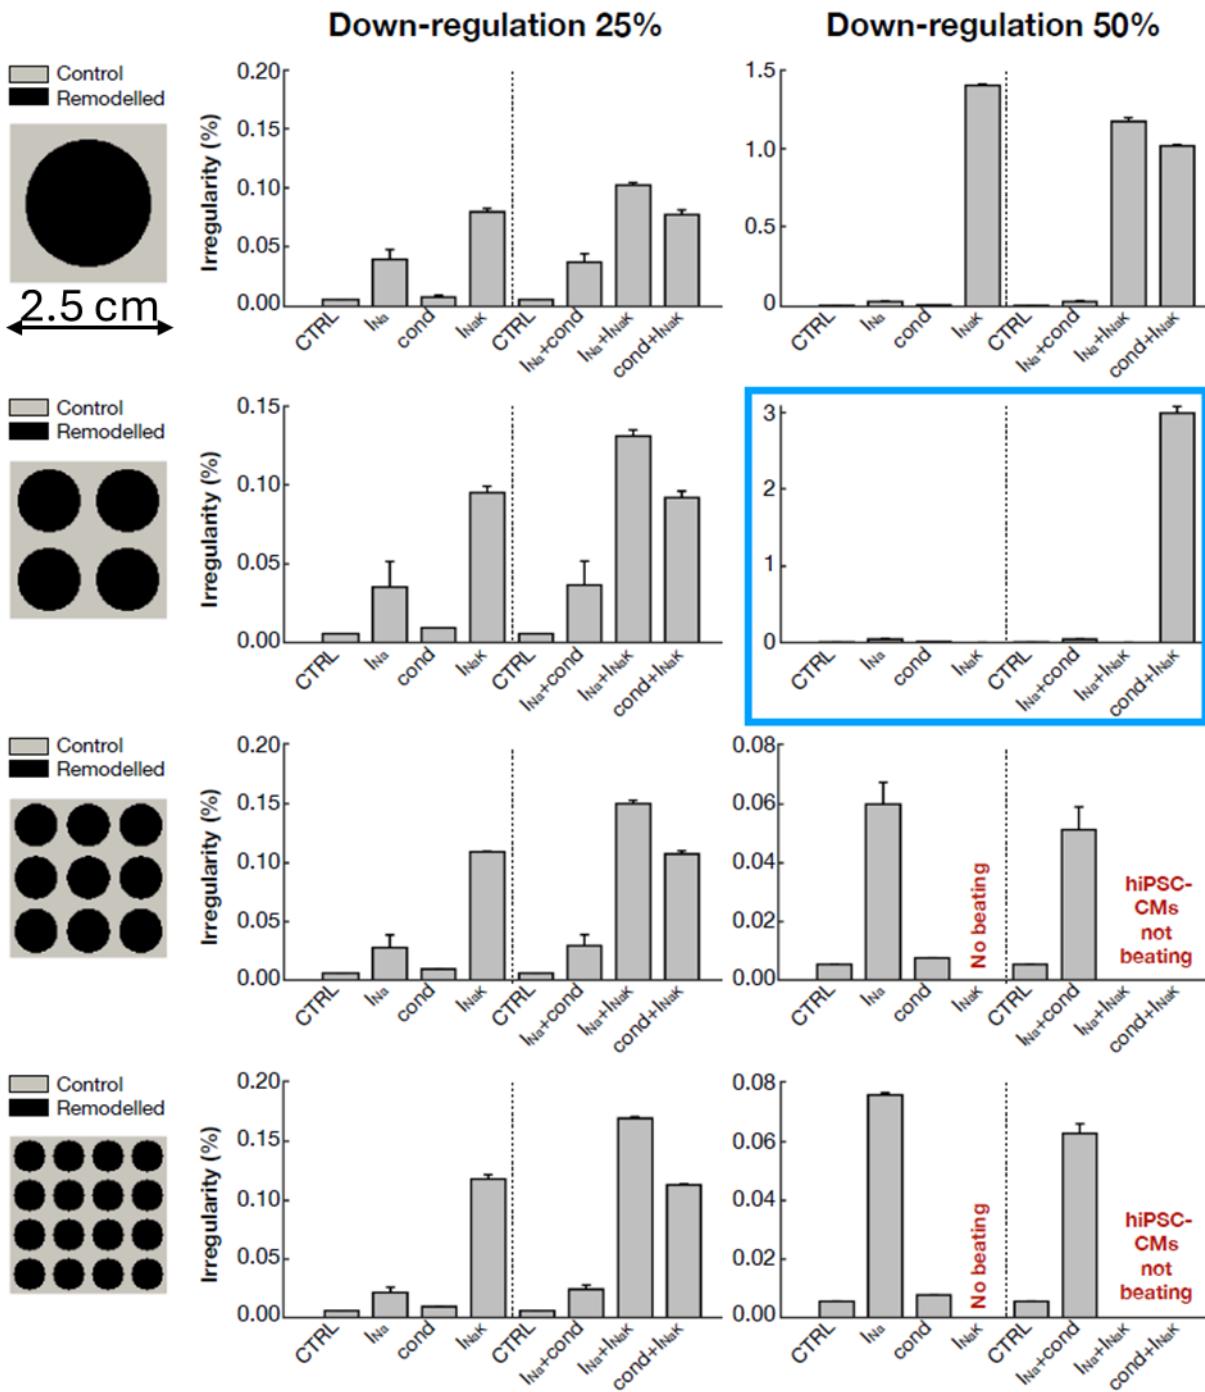 Down-regulation 25%
Down-regulation 50%
Control
Remodelled
2.5 cm
Irregularity (%)
0.20
0.15
0.10
0.05
0.00
CTRL
INa
cond
INaK
CTRL
INa+cond
INa+INaK
cond+INaK
1.5
1.0
0.5
0
CTRL
INa
cond
INaK
CTRL
INa+cond
INa+INaK
cond+INaK
Control
Remodelled
Irregularity (%)
0.15
0.10
0.05
0.00
CTRL
INa
cond
INaK
CTRL
INa+cond
INa+INaK
cond+INaK
3
2
1
0
CTRL
INa
cond
INaK
CTRL
INa+cond
INa+INaK
cond+INaK
Control
Remodelled
Irregularity (%)
0.20
0.15
0.10
0.05
0.00
CTRL
INa
cond
INaK
CTRL
INa+cond
INa+INaK
cond+INaK
0.08
0.06
0.04
0.02
0.00
No beating
hiPSC-
CMs
not
beating
CTRL
INa
cond
INaK
CTRL
INa+cond
INa+INaK
cond+INaK
Control
Remodelled
Irregularity (%)
0.20
0.15
0.10
0.05
0.00
CTRL
INa
cond
INaK
CTRL
INa+cond
INa+INaK
cond+INaK
0.08
0.06
0.04
0.02
0.00
No beating
hiPSC-
CMs
not
beating
CTRL
INa
cond
INaK
CTRL
INa+cond
INa+INaK
cond+INaK